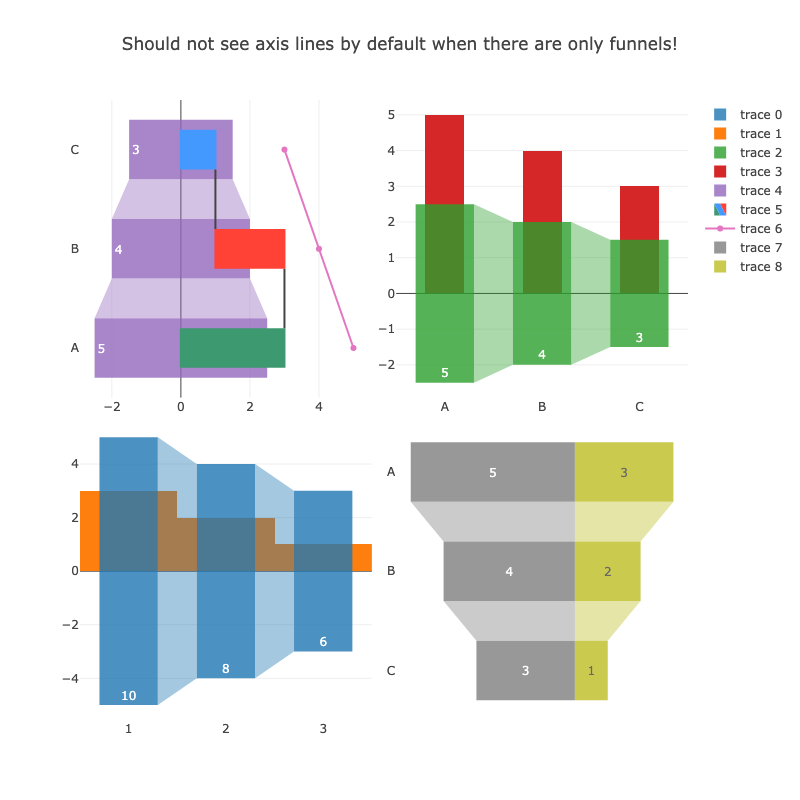 Should not see axis lines by default when there are only funnels!
C
B
A
3
4
5
−2
0
2
4
5
4
3
2
1
0
−1
−2
5
4
3
A
B
C
trace 0
trace 1
trace 2
trace 3
trace 4
trace 5
trace 6
trace 7
trace 8
4
2
0
−2
−4
10
8
6
1
2
3
A
5
3
B
4
2
C
3
1